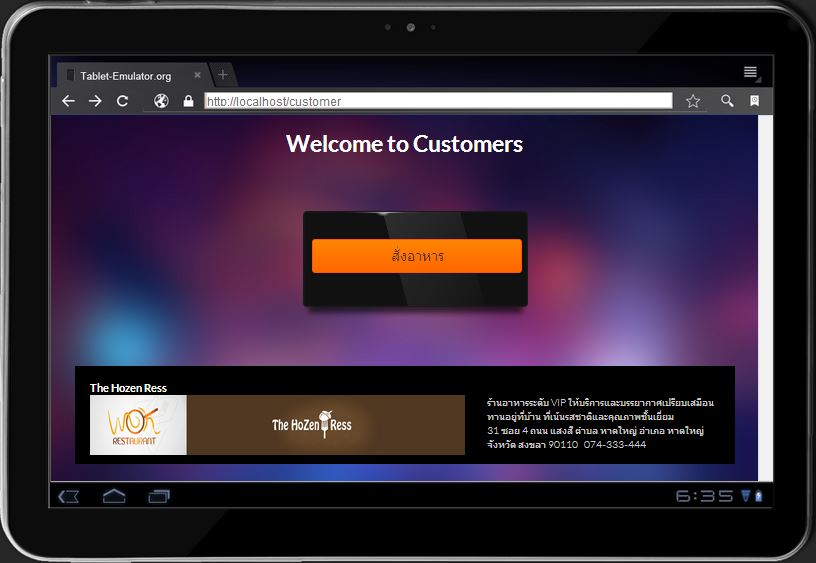 Tablet-Emulator.org
http://localhost/customer
Welcome to Customers
สั่งอาหาร
The Hozen Ress
WOK
RESTAURANT
The HoZen Ress
ร้านอาหารระดับ VIP ให้บริการและบรรยากาศเปรียบเสมือน
ทานอยู่ที่บ้าน ที่เน้นรสชาติและคุณภาพชั้นเยี่ยม
31 ซอย 4 ถนน แสงสี ตำบล หาดใหญ่ อำเภอ หาดใหญ่
จังหวัด สงขลา 90110 074-333-444
6:35